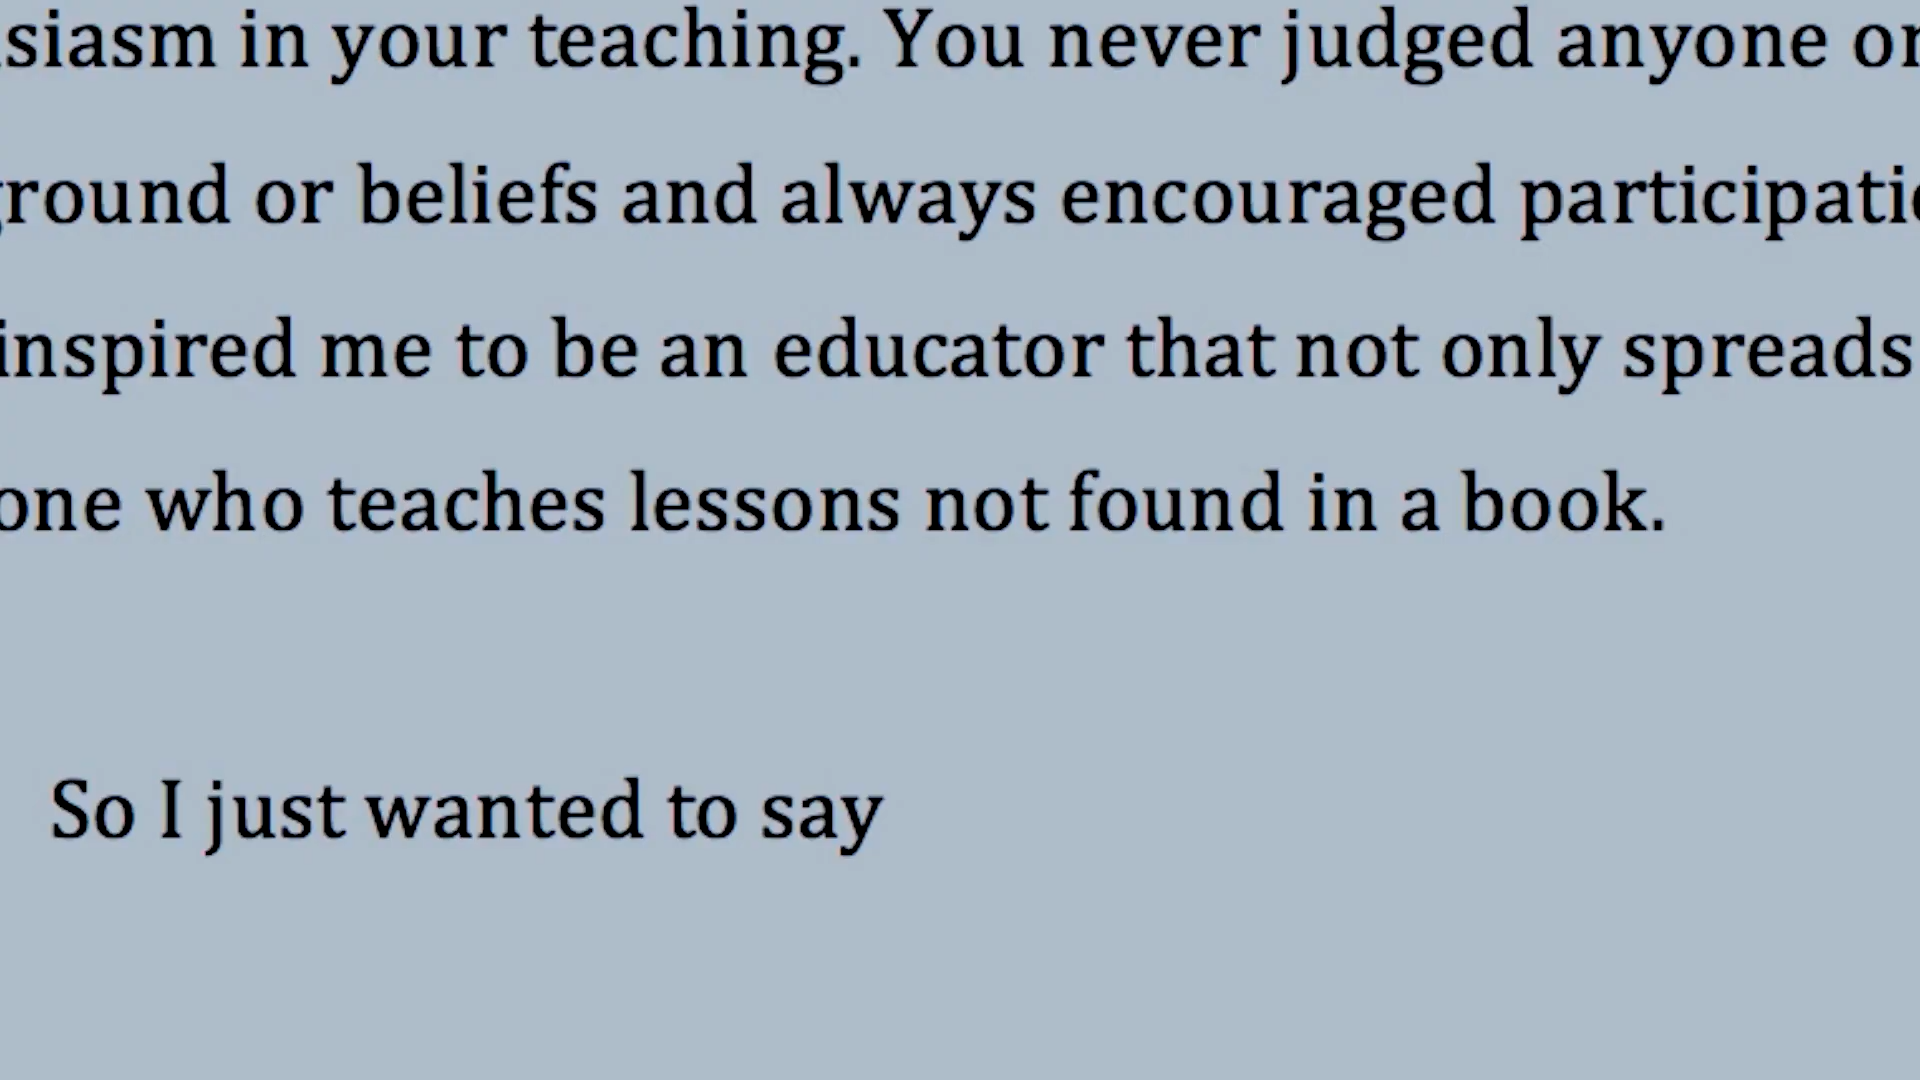 siasm in your teaching. You never judged anyone or
ground or beliefs and always encouraged participatio
inspired me to be an educator that not only spreads
one who teaches lessons not found in a book.
So I just wanted to say